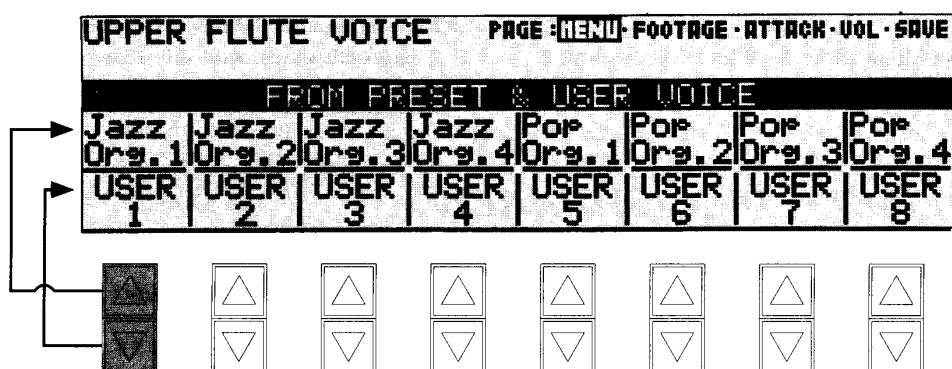 UPPER FLUTE VOICE PAGE:MENU·FOOTAGE·ATTACK·VOL·SAVE
FROM PRESET & USER VOICE
Jazz Org.1 Jazz Org.2 Jazz Org.3 Jazz Org.4 Pop Org.1 Pop Org.2 Pop Org.3 Pop Org.4
USER 1 USER 2 USER 3 USER 4 USER 5 USER 6 USER 7 USER 8